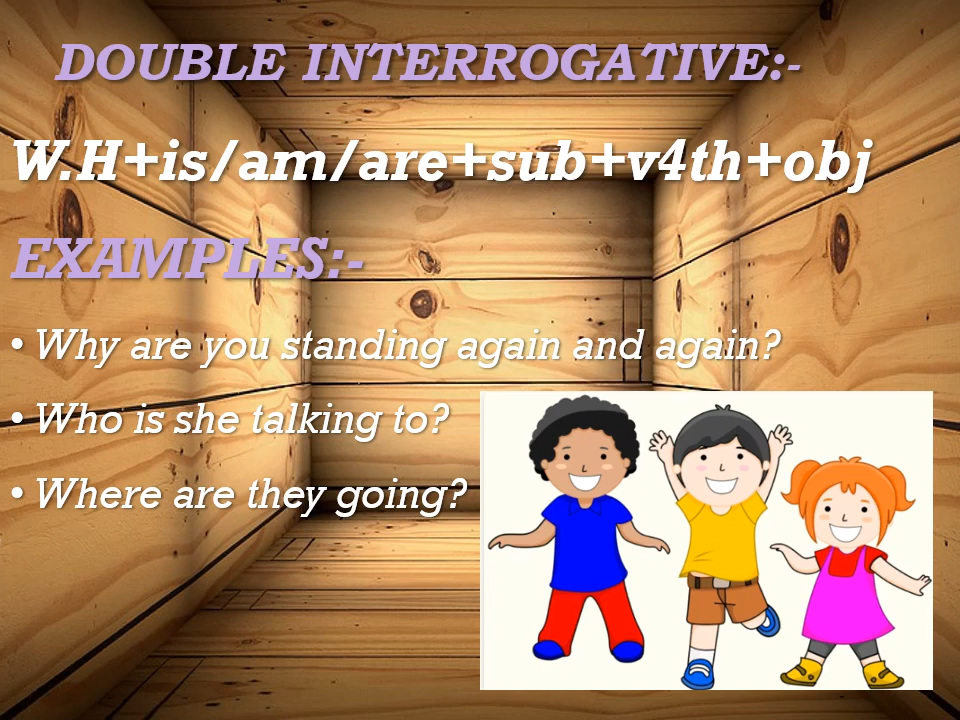 DOUBLE INTERROGATIVE:-
W.H+is/am/are+sub+v4th+obj
EXAMPLES:-
• Why are you standing again and again?
• Who is she talking to?
• Where are they going?